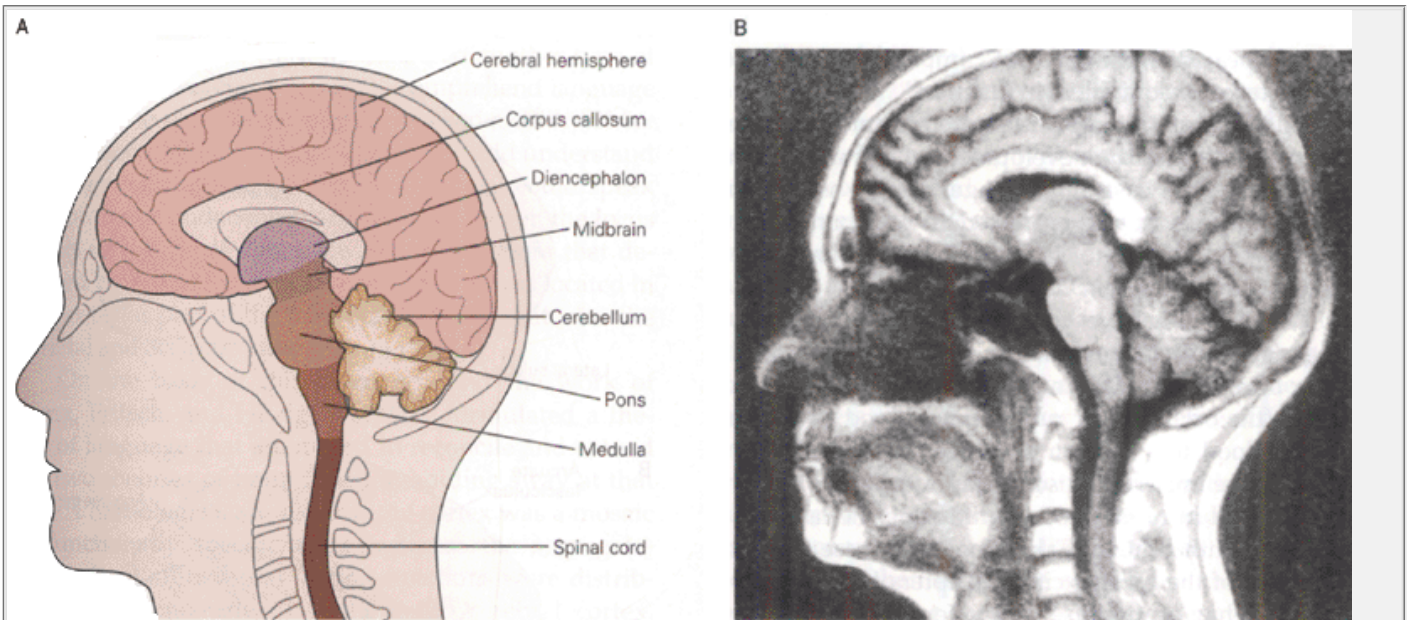 A
B
Cerebral hemisphere
Corpus callosum
Diencephalon
Midbrain
Cerebellum
Pons
Medulla
Spinal cord